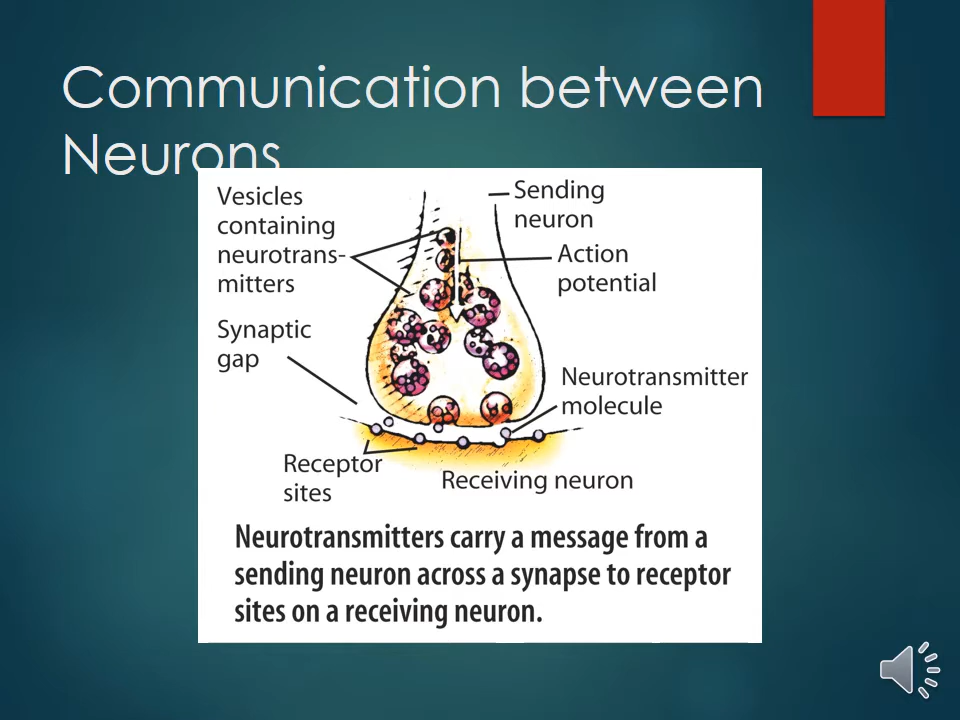 Communication between
Neurons
Vesicles
containing
neurotrans-
mitters
Sending
neuron
Action
potential
Synaptic
gap
Neurotransmitter
molecule
Receptor
sites
Receiving neuron
Neurotransmitters carry a message from a
sending neuron across a synapse to receptor
sites on a receiving neuron.